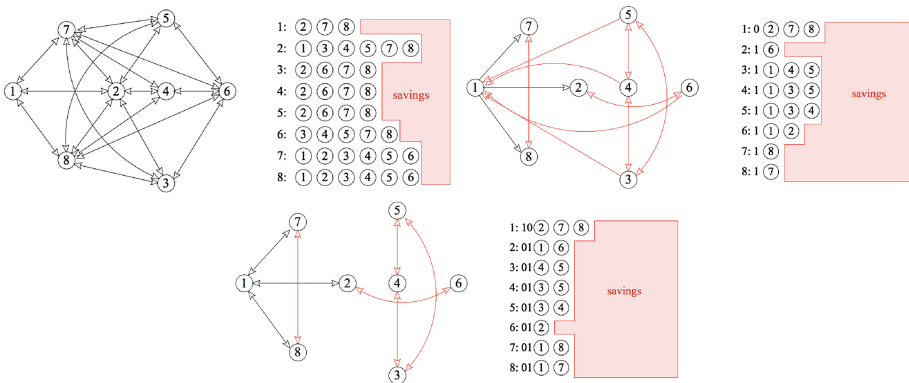 5
7
1 2 4 6
8
3
1: 2 7 8
2: 1 3 4 5 7 8
3: 2 6 7 8
4: 2 6 7 8
5: 2 6 7 8
6: 3 4 5 7 8
7: 1 2 3 4 5 6
8: 1 2 3 4 5 6
savings
5
7
1 2 4 6
8
3
1: 0 2 7 8
2: 1 6
3: 1 1 4 5
4: 1 1 3 5
5: 1 1 3 4
6: 1 1 2
7: 1 8
8: 1 7
savings
5
7
1 2 4 6
8
3
1: 10 2 7 8
2: 01 1 6
3: 01 4 5
4: 01 3 5
5: 01 3 4
6: 01 2
7: 01 1 8
8: 01 1 7
savings